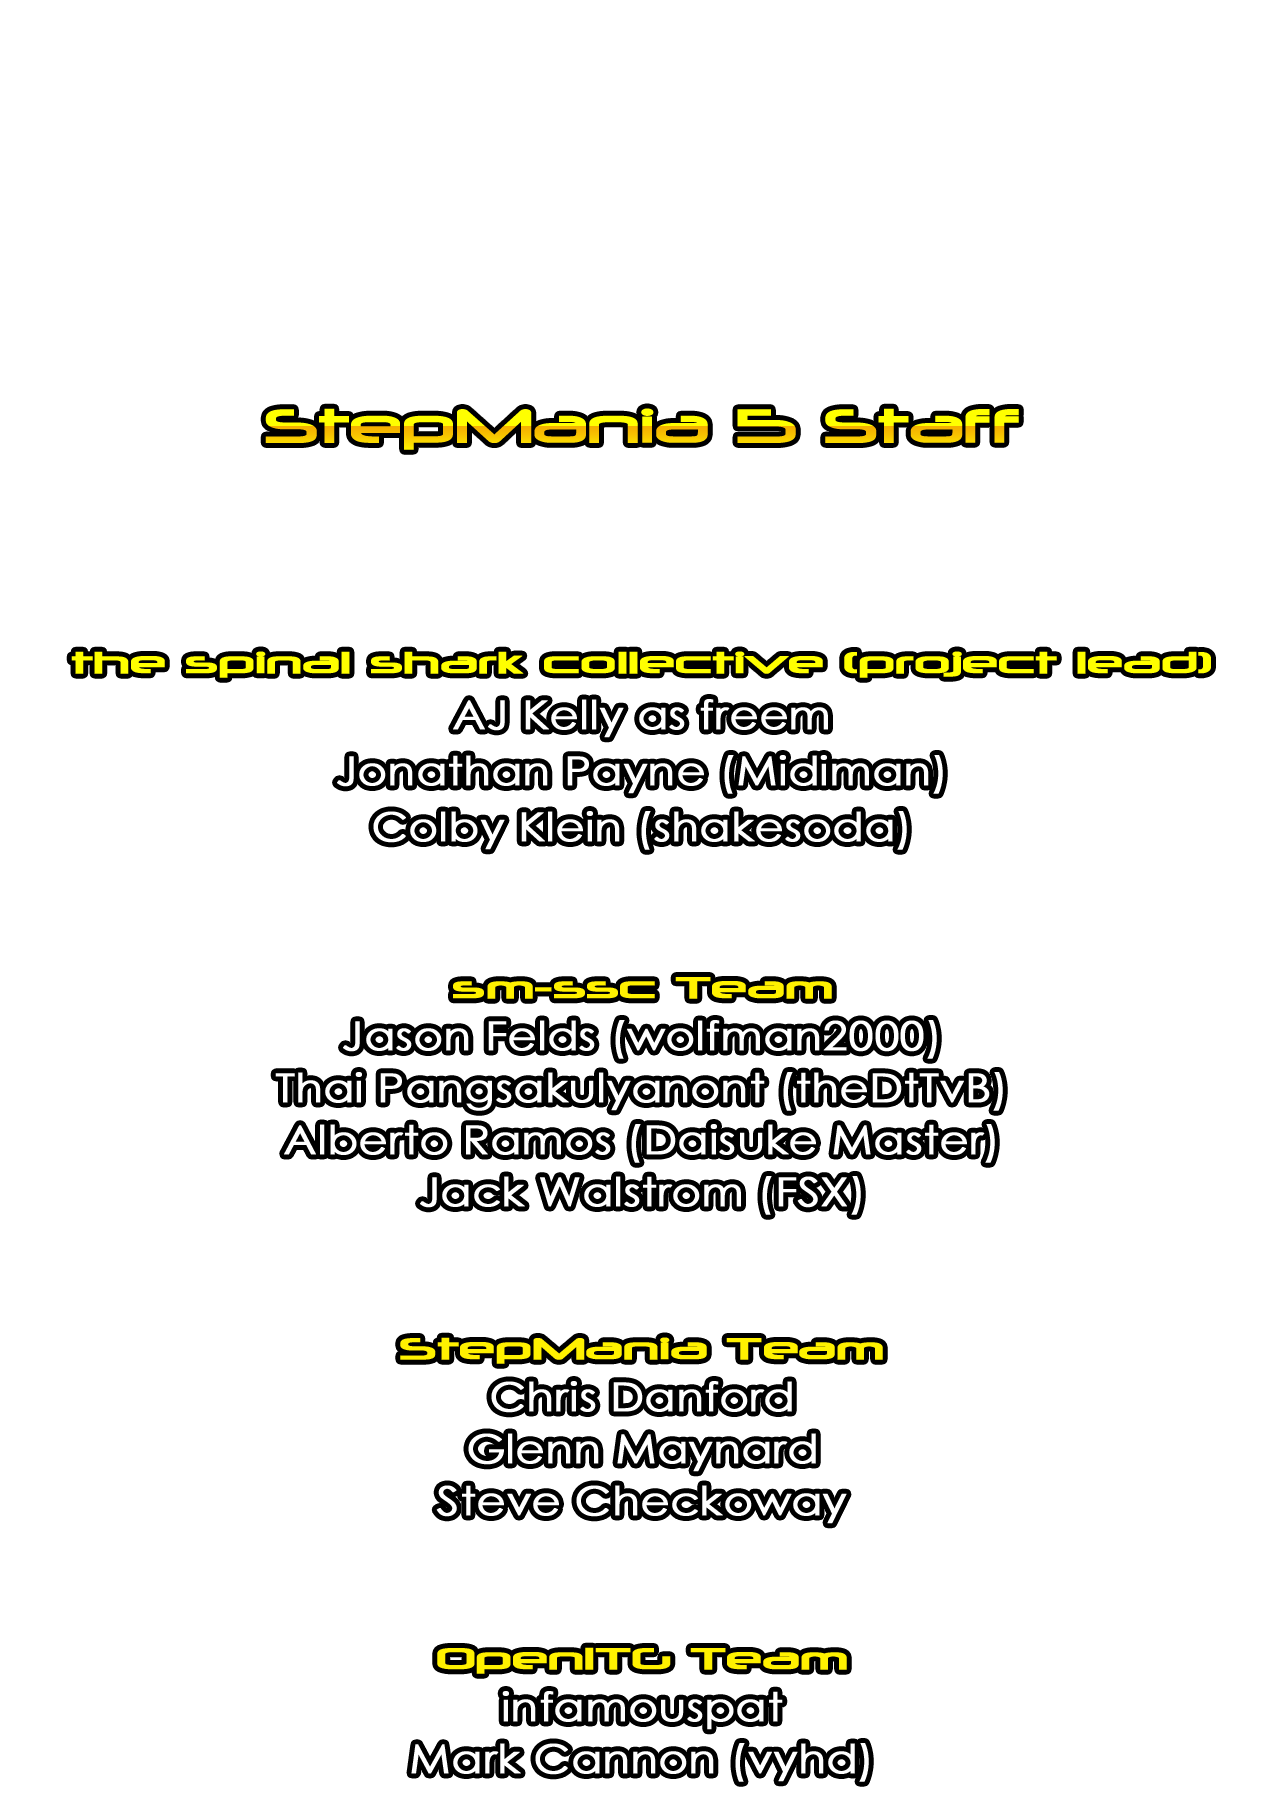 StepMania 5 Staff
the spinal shark collective (project lead)
AJ Kelly as freem
Jonathan Payne (Midiman)
Colby Klein (shakesoda)
sm-ssc Team
Jason Felds (wolfman2000)
Thai Pangsakulyanont (theDtTvB)
Alberto Ramos (Daisuke Master)
Jack Walstrom (FSX)
StepMania Team
Chris Danford
Glenn Maynard
Steve Checkoway
OpenITG Team
infamouspat
Mark Cannon (vyhd)